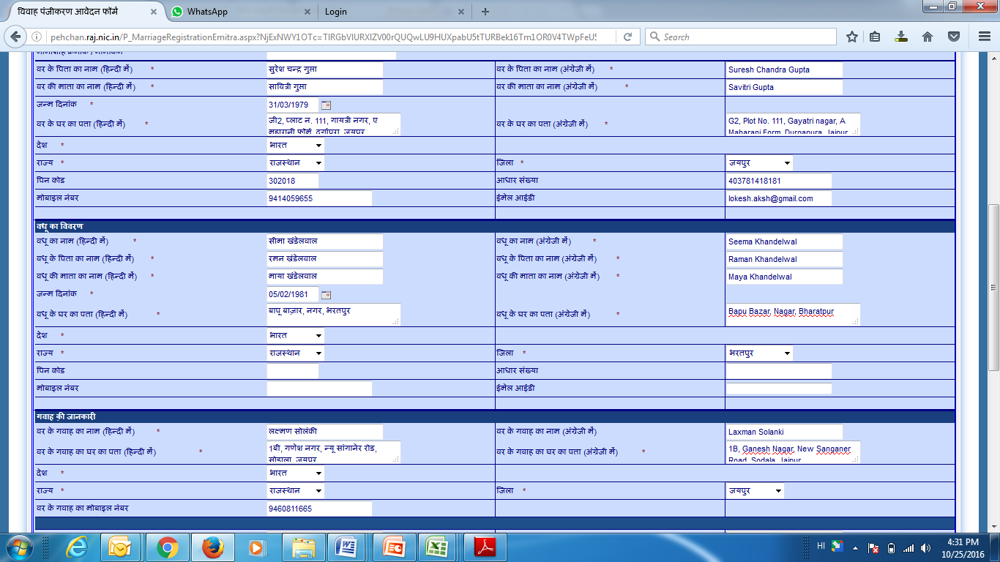 विवाह पंजीकरण आवेदन फॉर्म
WhatsApp
Login
pehchan.raj.nic.in/P_MarriageRegistrationEmitra.aspx?
Search
वर के पिता का नाम (हिन्दी में) * सुरेश चन्द्र गुप्ता वर के पिता का नाम (अंग्रेजी में) * Suresh Chandra Gupta
वर की माता का नाम (हिन्दी में) * सावित्री गुप्ता वर की माता का नाम (अंग्रेजी में) * Savitri Gupta
जन्म दिनांक * 31/03/1979
वर के घर का पता (हिन्दी में) * जी2, प्लाट न. 111, गायत्री नगर, ए वर के घर का पता (अंग्रेजी में) * G2, Plot No. 111, Gayatri nagar, A
महारानी फॉर्म, दुर्गापुरा, जयपुर Maharani Form, Durgapura, Jaipur
देश * भारत
राज्य * राजस्थान जिला * जयपुर
पिन कोड 302018 आधार संख्या 403781418181
मोबाइल नंबर 9414059655 ईमेल आईडी lokesh.aksh@gmail.com
वधू का विवरण
वधू का नाम (हिन्दी में) * सीमा खंडेलवाल वधू का नाम (अंग्रेजी में) * Seema Khandelwal
वधू के पिता का नाम (हिन्दी में) * रमन खंडेलवाल वधू के पिता का नाम (अंग्रेजी में) * Raman Khandelwal
वधू की माता का नाम (हिन्दी में) * माया खंडेलवाल वधू की माता का नाम (अंग्रेजी में) * Maya Khandelwal
जन्म दिनांक * 05/02/1981
वधू के घर का पता (हिन्दी में) * बापू बाज़ार, नगर, भरतपुर वधू के घर का पता (अंग्रेजी में) * Bapu Bazar, Nagar, Bharatpur
देश * भारत
राज्य * राजस्थान जिला * भरतपुर
पिन कोड आधार संख्या
मोबाइल नंबर ईमेल आईडी
गवाह की जानकारी
वर के गवाह का नाम (हिन्दी में) * लक्ष्मण सोलंकी वर के गवाह का नाम (अंग्रेजी में) Laxman Solanki
वर के गवाह का घर का पता (हिन्दी में) * 1बी, गणेश नगर, न्यू सांगानेर रोड, वर के गवाह का घर का पता (अंग्रेजी में) * 1B, Ganesh Nagar, New Sanganer
सोडाला, जयपुर Road, Sodala, Jaipur
देश * भारत
राज्य * राजस्थान जिला * जयपुर
वर के गवाह का मोबाइल नंबर 9460811665
HI
4:31 PM
10/25/2016